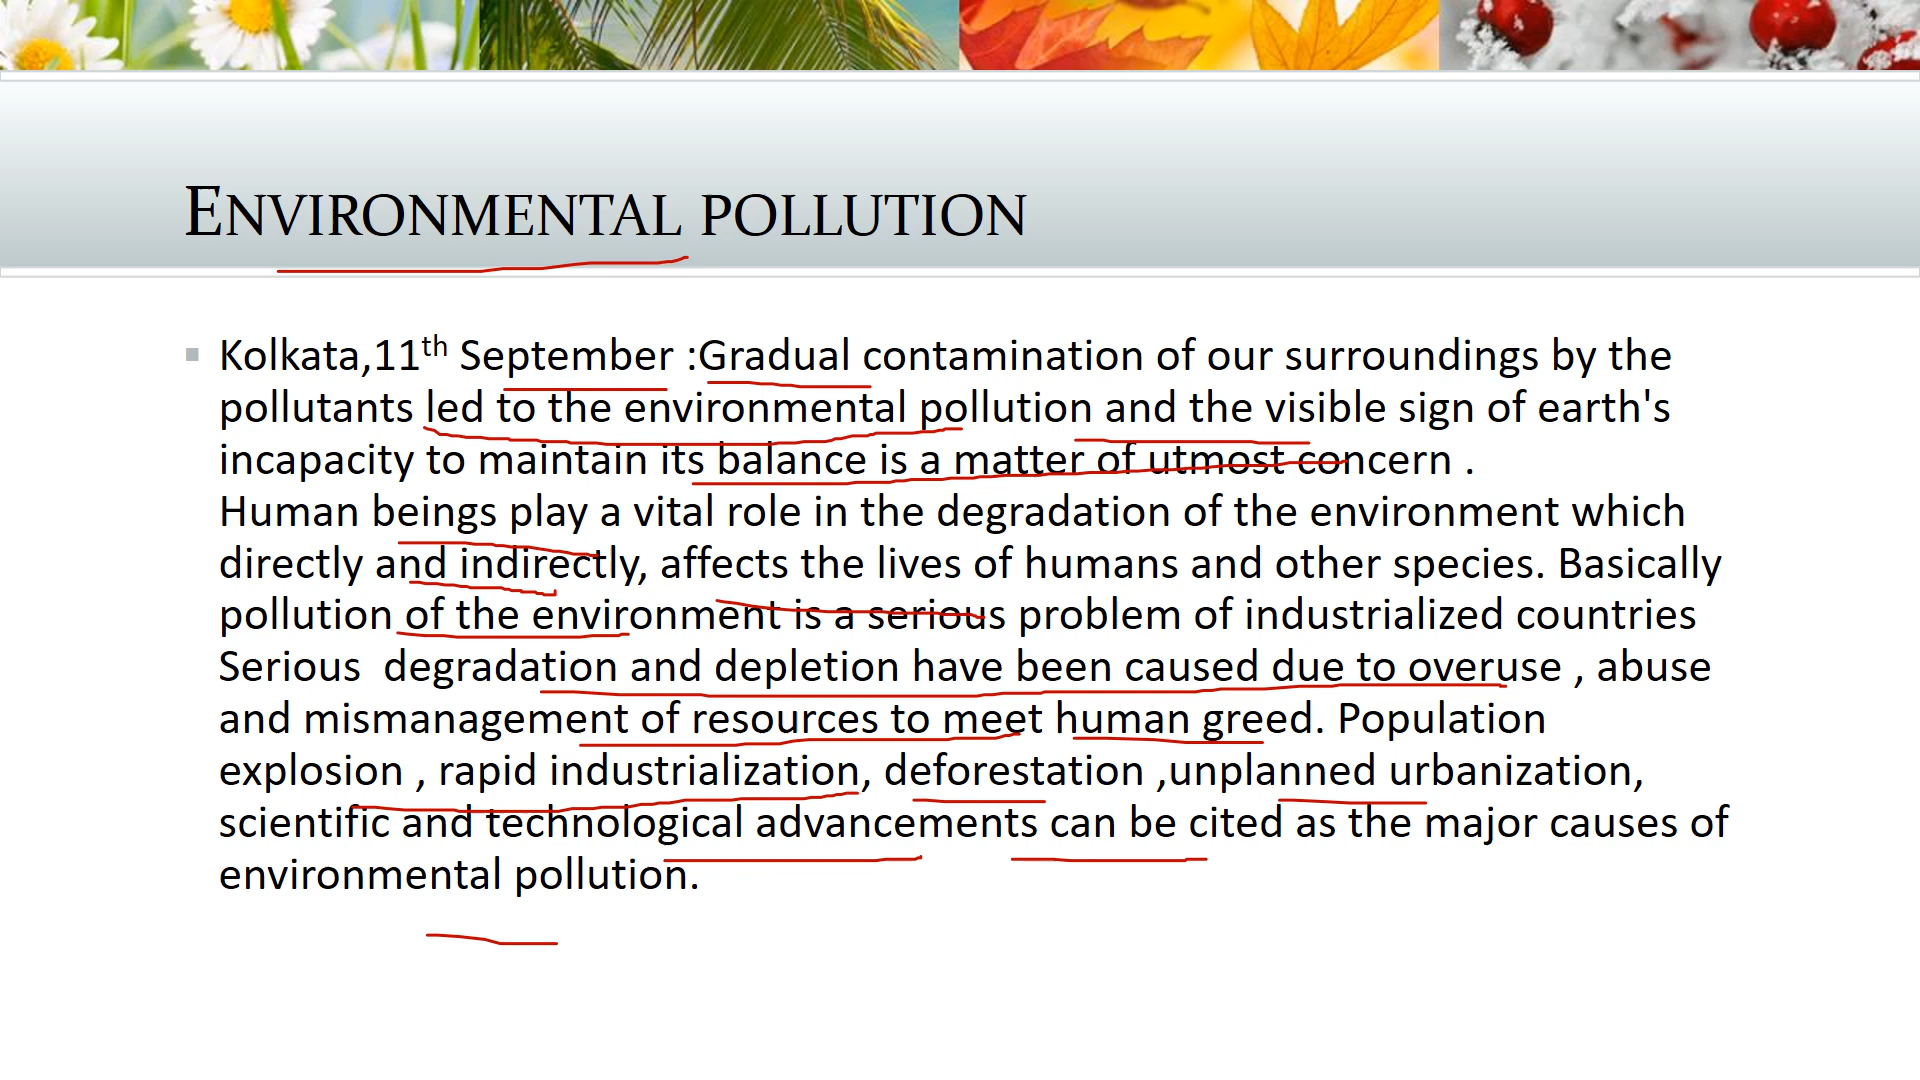 ENVIRONMENTAL POLLUTION
Kolkata,11th September :Gradual contamination of our surroundings by the
pollutants led to the environmental pollution and the visible sign of earth's
incapacity to maintain its balance is a matter of utmost concern .
Human beings play a vital role in the degradation of the environment which
directly and indirectly, affects the lives of humans and other species. Basically
pollution of the environment is a serious problem of industrialized countries
Serious  degradation and depletion have been caused due to overuse , abuse
and mismanagement of resources to meet human greed. Population
explosion , rapid industrialization, deforestation ,unplanned urbanization,
scientific and technological advancements can be cited as the major causes of
environmental pollution.